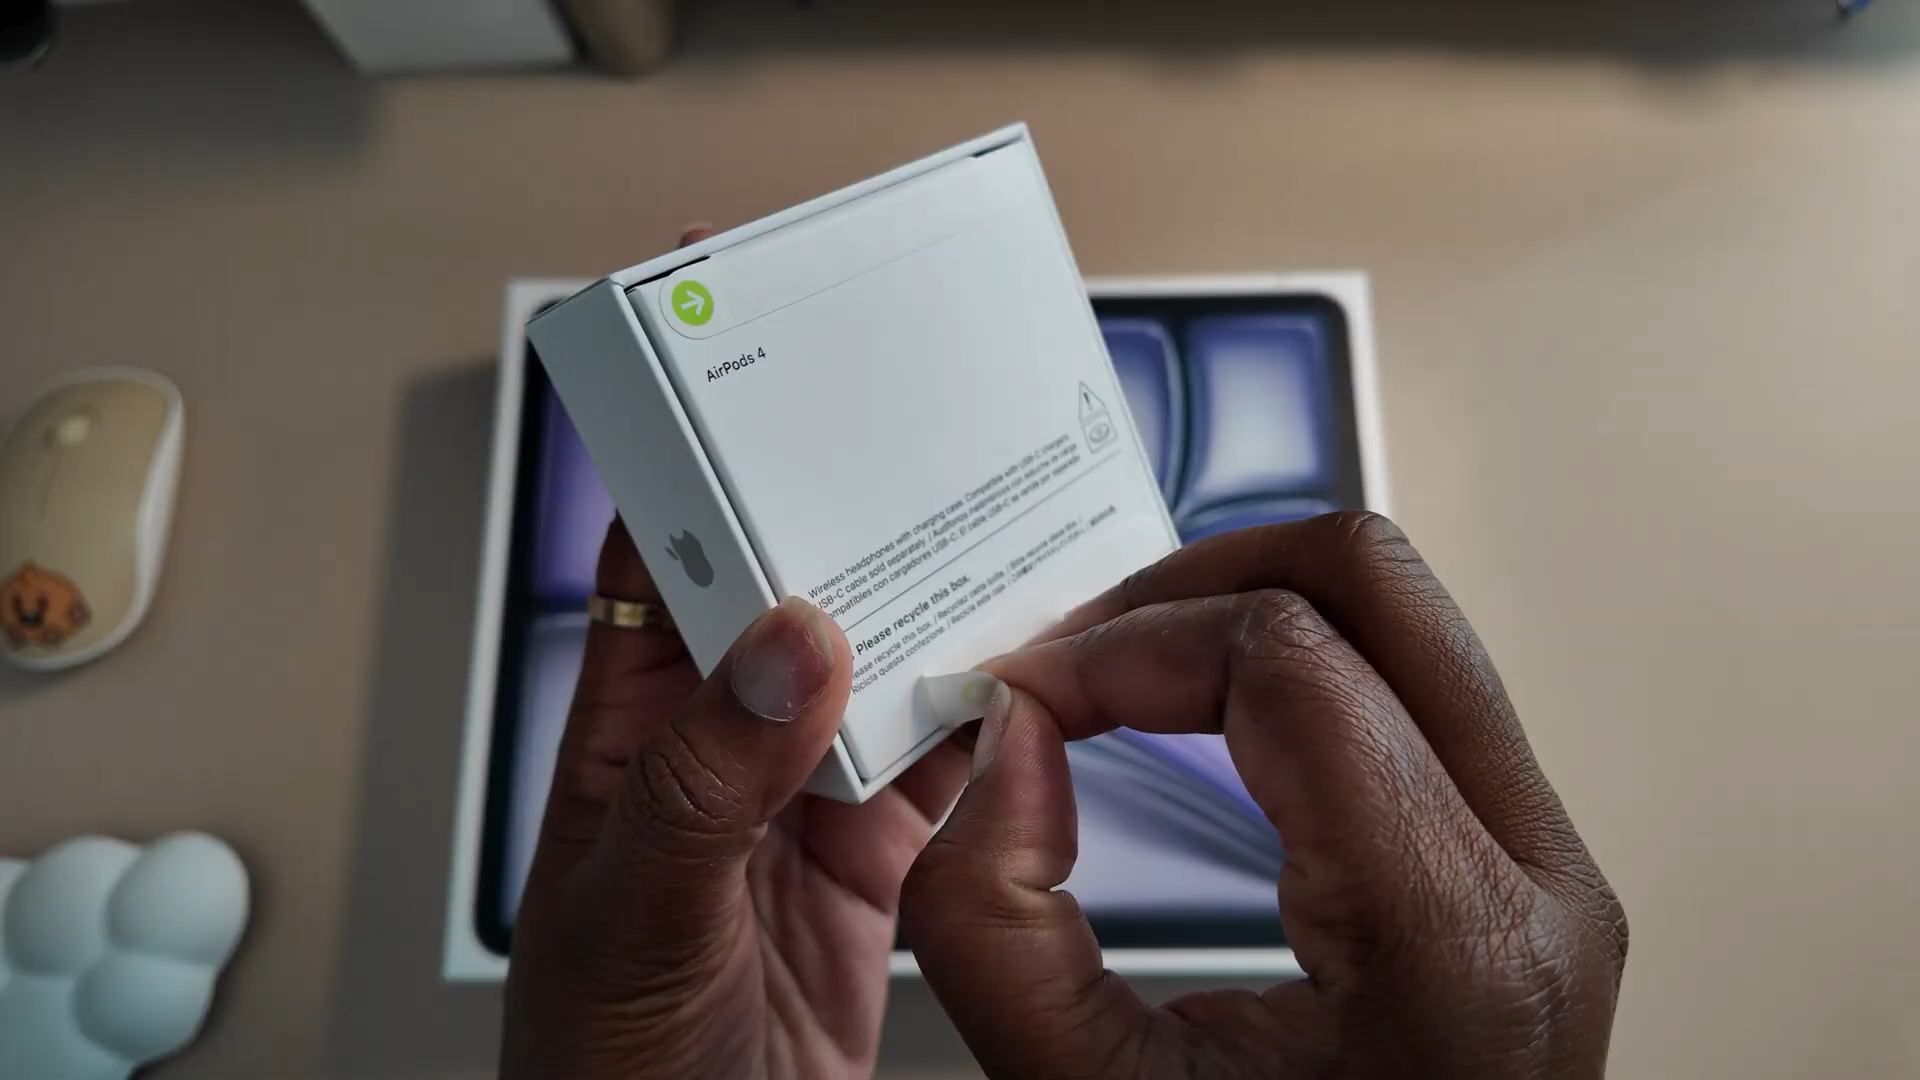 AirPods 4
Wireless headphones with charging case. Compatible with USB-C chargers.
USB-C cable sold separately. / Audífonos inalámbricos con estuche de carga
ompatibles con cargadores USB-C. El cable USB-C se vende por separado.
Please recycle this box.
ease recycle this box. / Recyclez cette boîte. /
Ricicla questa confezione. / Recicla esta caja. /